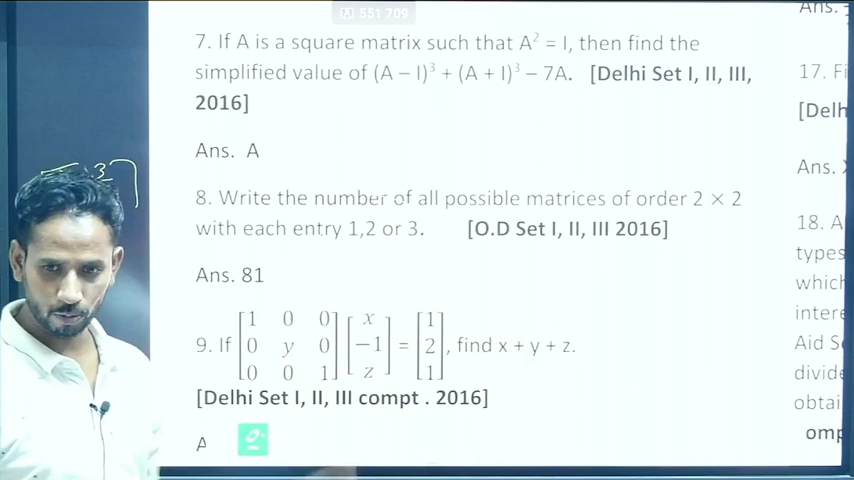 551 709
7. If A is a square matrix such that A² = I, then find the
simplified value of (A – I)³ + (A + I)³ – 7A. [Delhi Set I, II, III,
2016]
Ans. A
8. Write the number of all possible matrices of order 2 × 2
with each entry 1,2 or 3. [O.D Set I, II, III 2016]
Ans. 81
9. If [1 0 0; 0 y 0; 0 0 1] [x; −1; z] = [1; 2; 1], find x + y + z.
[Delhi Set I, II, III compt . 2016]
A
Ans.
17. Fi
[Delh
Ans.
18. A
types
which
intere
Aid S
divide
obtai
omp